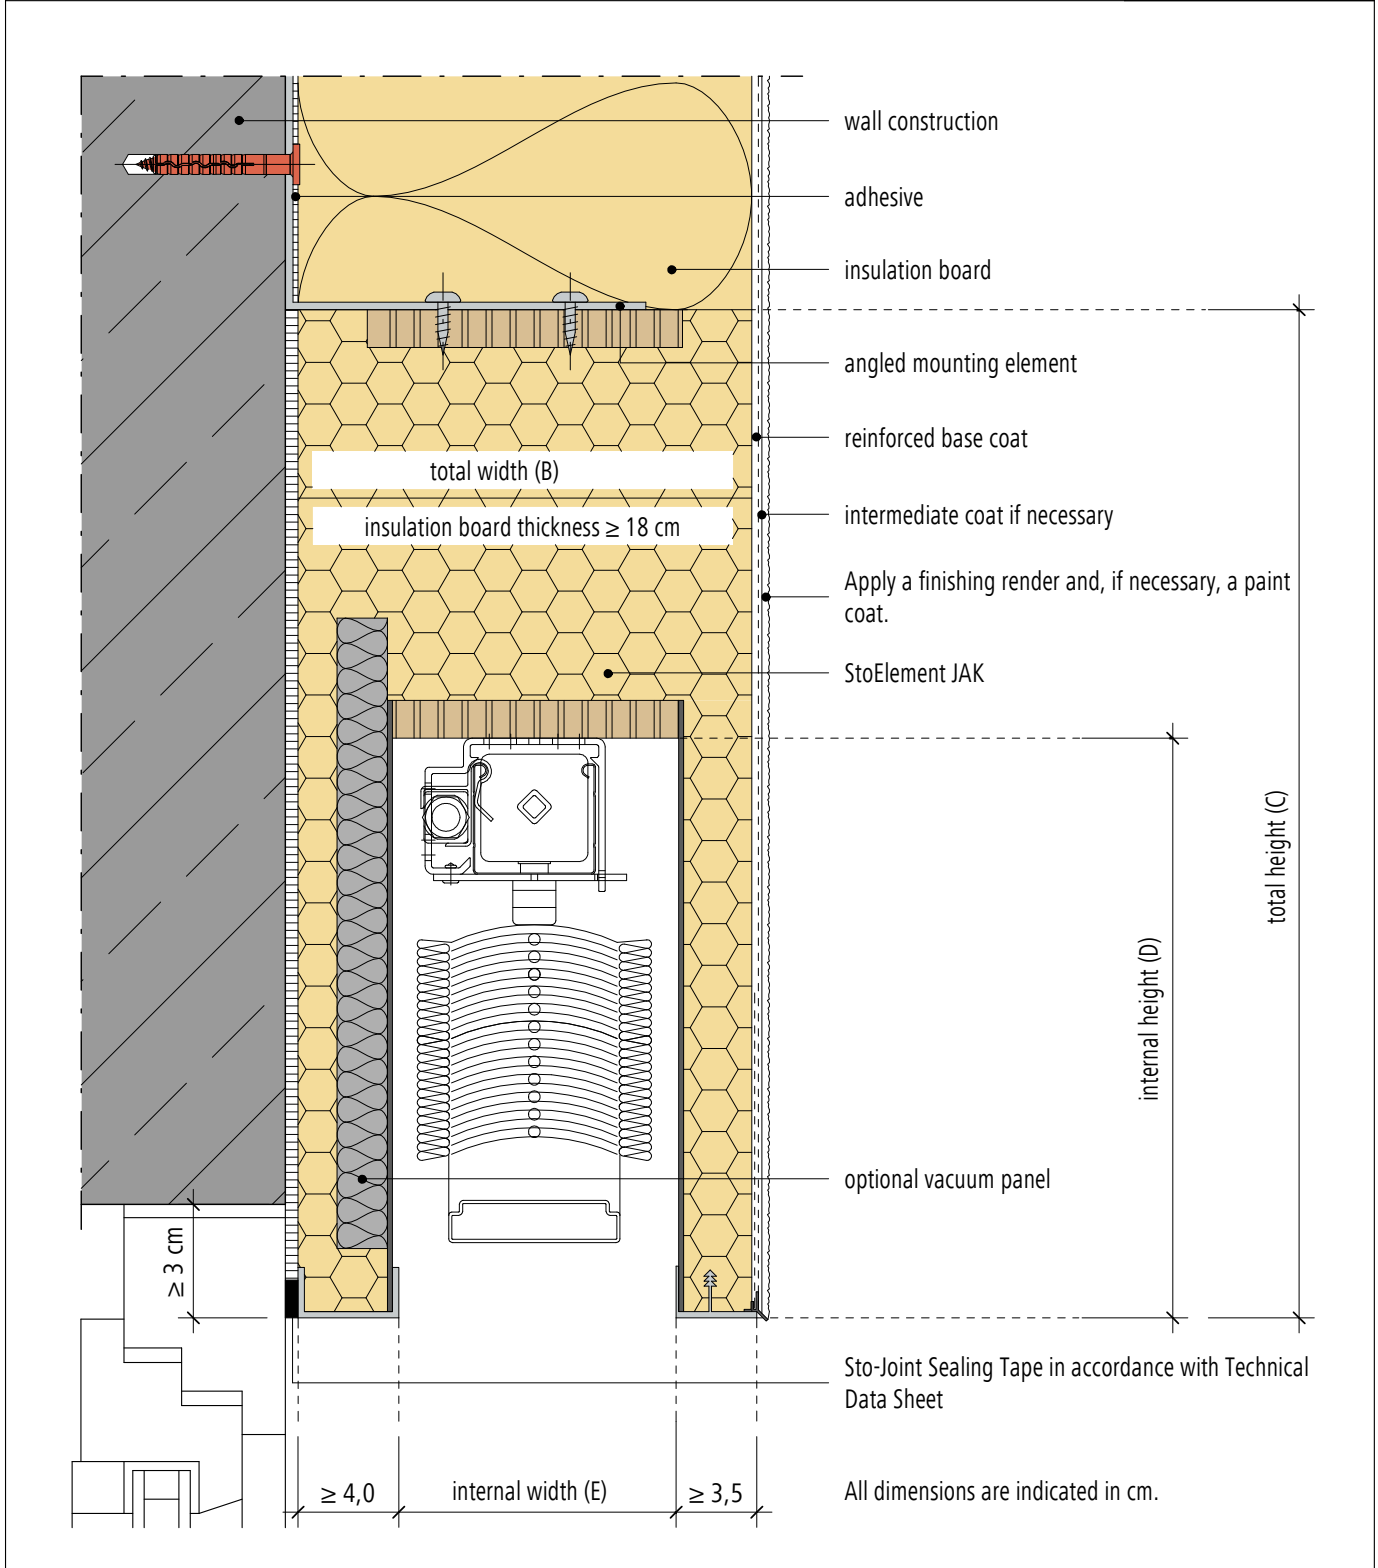 wall construction
adhesive
insulation board
angled mounting element
reinforced base coat
total width (B)
intermediate coat if necessary
insulation board thickness ≥ 18 cm
Apply a finishing render and, if necessary, a paint
coat.
StoElement JAK
total height (C)
internal height (D)
optional vacuum panel
≥ 3 cm
Sto-Joint Sealing Tape in accordance with Technical
Data Sheet
≥ 4,0
internal width (E)
≥ 3,5
All dimensions are indicated in cm.